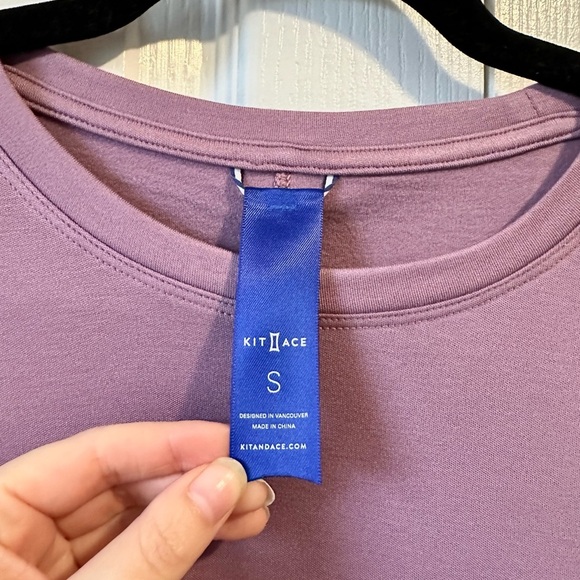 KIT ACE
S
DESIGNED IN VANCOUVER
MADE IN CHINA
KITANDACE.COM